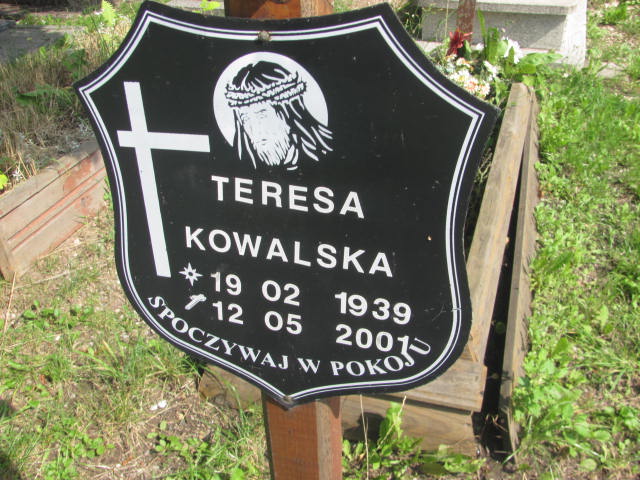 TERESA
KOWALSKA
19 02 1939
12 05 2001
SPOCZYWAJ W POKOJU